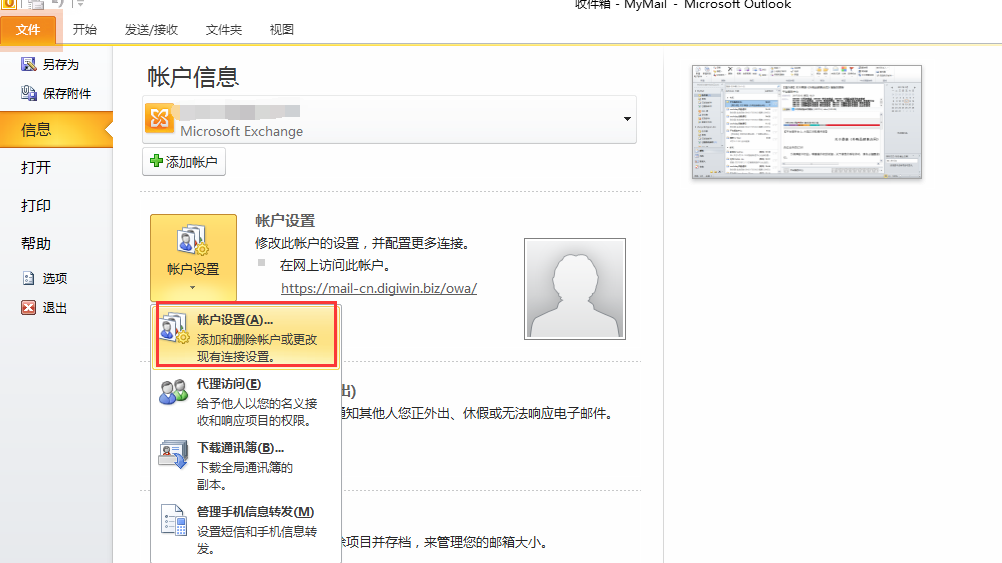 收件箱 - MyMail - Microsoft Outlook
文件 开始 发送/接收 文件夹 视图
另存为
保存附件
信息
打开
打印
帮助
选项
退出
帐户信息
Microsoft Exchange
添加帐户
帐户设置
帐户设置
修改此帐户的设置，并配置更多连接。
在网上访问此帐户。
https://mail-cn.digiwin.biz/owa/
帐户设置(A)...
添加和删除帐户或更改
现有连接设置。
代理访问(E)
给予他人以您的名义接
收和响应项目的权限。
下载通讯簿(B)...
下载全局通讯簿的
副本。
管理手机信息转发(M)
设置短信和手机信息转
发。
出)
知其他人您正外出、休假或无法响应电子邮件。
项目并存档，来管理您的邮箱大小。